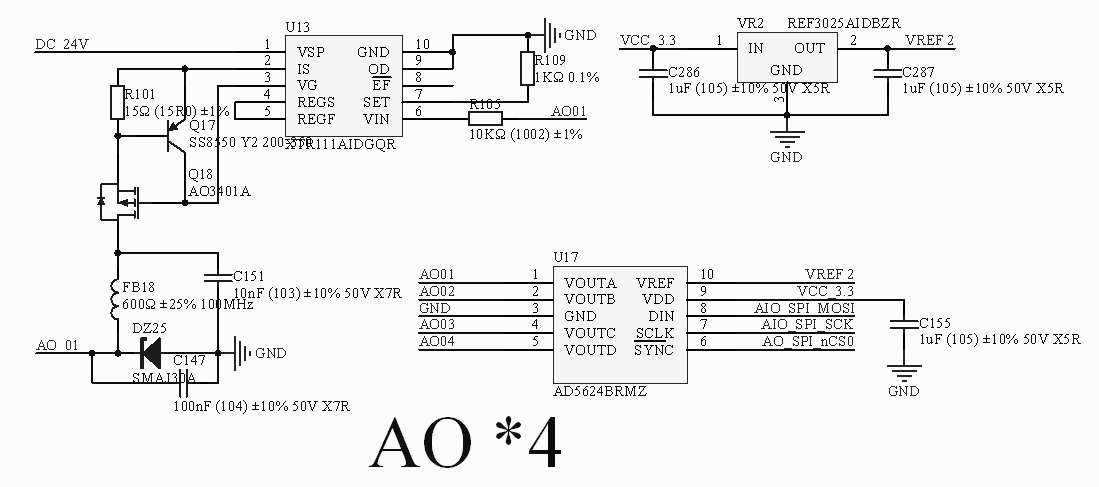 U13
DC_24V
1 VSP
2 IS
3 VG
4 REGS
5 REGF
GND 10
OD 9
EF 8
SET 7
VIN 6
XTR111AIDGQR
GND
R109
1KΩ 0.1%
R105
10KΩ (1002) ±1%
AO01
R101
15Ω (15R0) ±1%
Q17
SS8550 Y2 200-350
Q18
AO3401A
C151
10nF (103) ±10% 50V X7R
FB18
600Ω ±25% 100MHz
DZ25
AO_01
GND
C147
SMAJ30A
100nF (104) ±10% 50V X7R
VR2 REF3025AIDBZR
VCC_3.3 1 IN OUT 2 VREF2
GND
3
C286
1uF (105) ±10% 50V X5R
C287
1uF (105) ±10% 50V X5R
GND
U17
AO01 1 VOUTA VREF 10 VREF2
AO02 2 VOUTB VDD 9 VCC_3.3
GND 3 GND DIN 8 AIO_SPI_MOSI
AO03 4 VOUTC SCLK 7 AIO_SPI_SCK
AO04 5 VOUTD SYNC 6 AO_SPI_nCS0
AD5624BRMZ
C155
1uF (105) ±10% 50V X5R
GND
AO *4